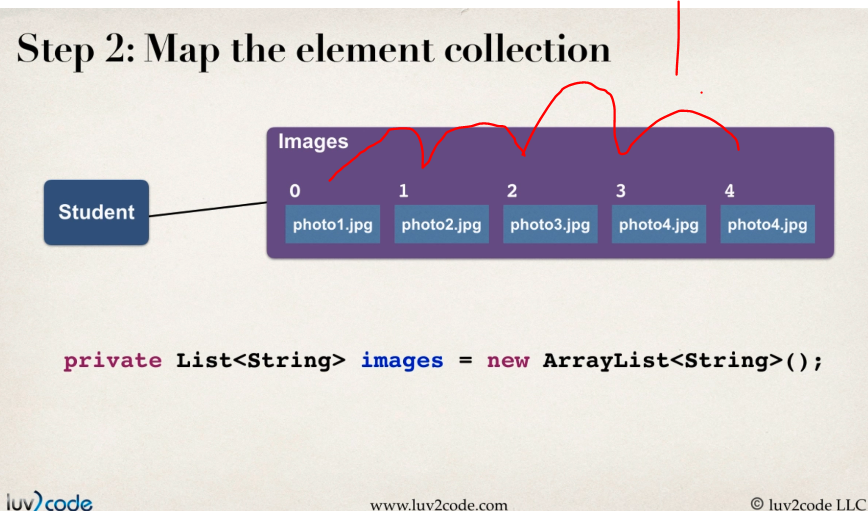 Step 2: Map the element collection
Images
0 1 2 3 4
Student
photo1.jpg photo2.jpg photo3.jpg photo4.jpg photo4.jpg
private List<String> images = new ArrayList<String>();
luv2code www.luv2code.com © luv2code LLC